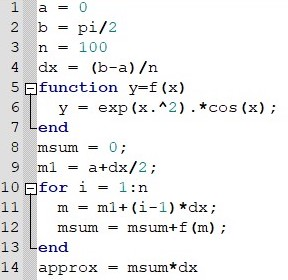 1 a = 0
2 b = pi/2
3 n = 100
4 dx = (b-a)/n
5 function y=f(x)
6 y = exp(x.^2).*cos(x);
7 end
8 msum = 0;
9 m1 = a+dx/2;
10 for i = 1:n
11 m = m1+(i-1)*dx;
12 msum = msum+f(m);
13 end
14 approx = msum*dx